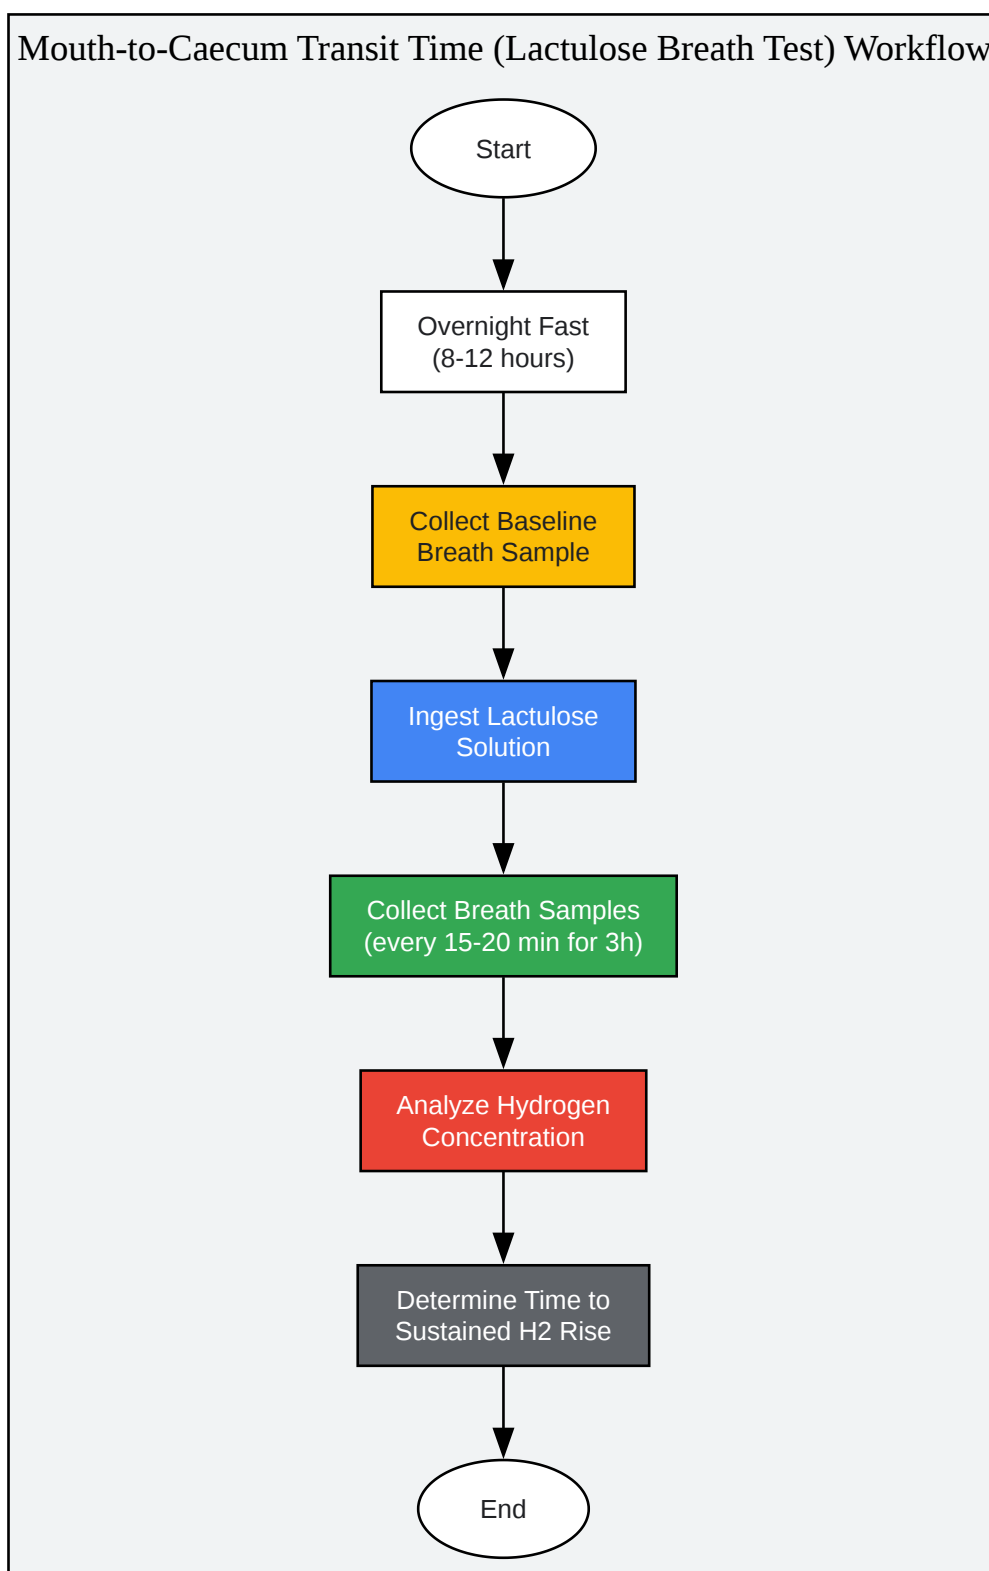 Mouth-to-Caecum Transit Time (Lactulose Breath Test) Workflow
Start
Overnight Fast
(8-12 hours)
Collect Baseline
Breath Sample
Ingest Lactulose
Solution
Collect Breath Samples
(every 15-20 min for 3h)
Analyze Hydrogen
Concentration
Determine Time to
Sustained H2 Rise
End